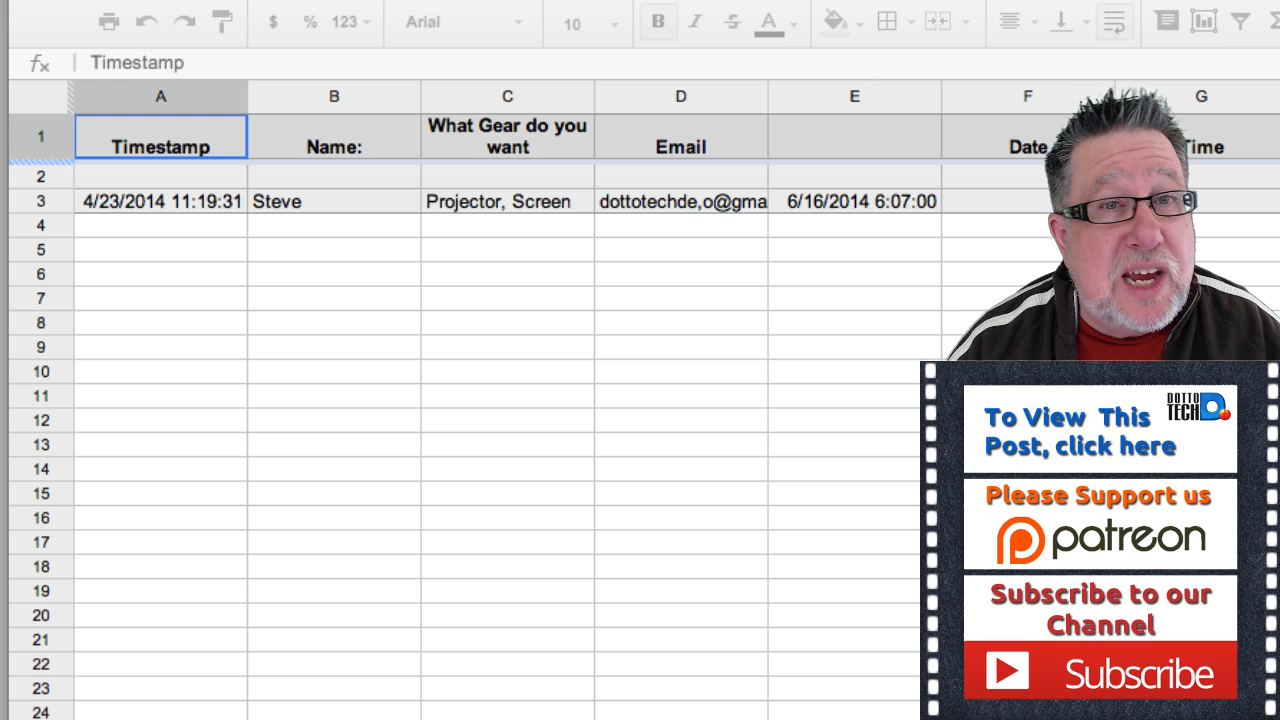 $ % 123 Arial 10 B I S A
fx Timestamp
A B C D E F G
1 Timestamp Name: What Gear do you want Email Date Time
2
3 4/23/2014 11:19:31 Steve Projector, Screen dottotechde,o@gma 6/16/2014 6:07:00
4
5
6
7
8
9
10
11
12
13
14
15
16
17
18
19
20
21
22
23
24
To View This
Post, click here
DOTTO
TECH
Please Support us
patreon
Subscribe to our
Channel
Subscribe